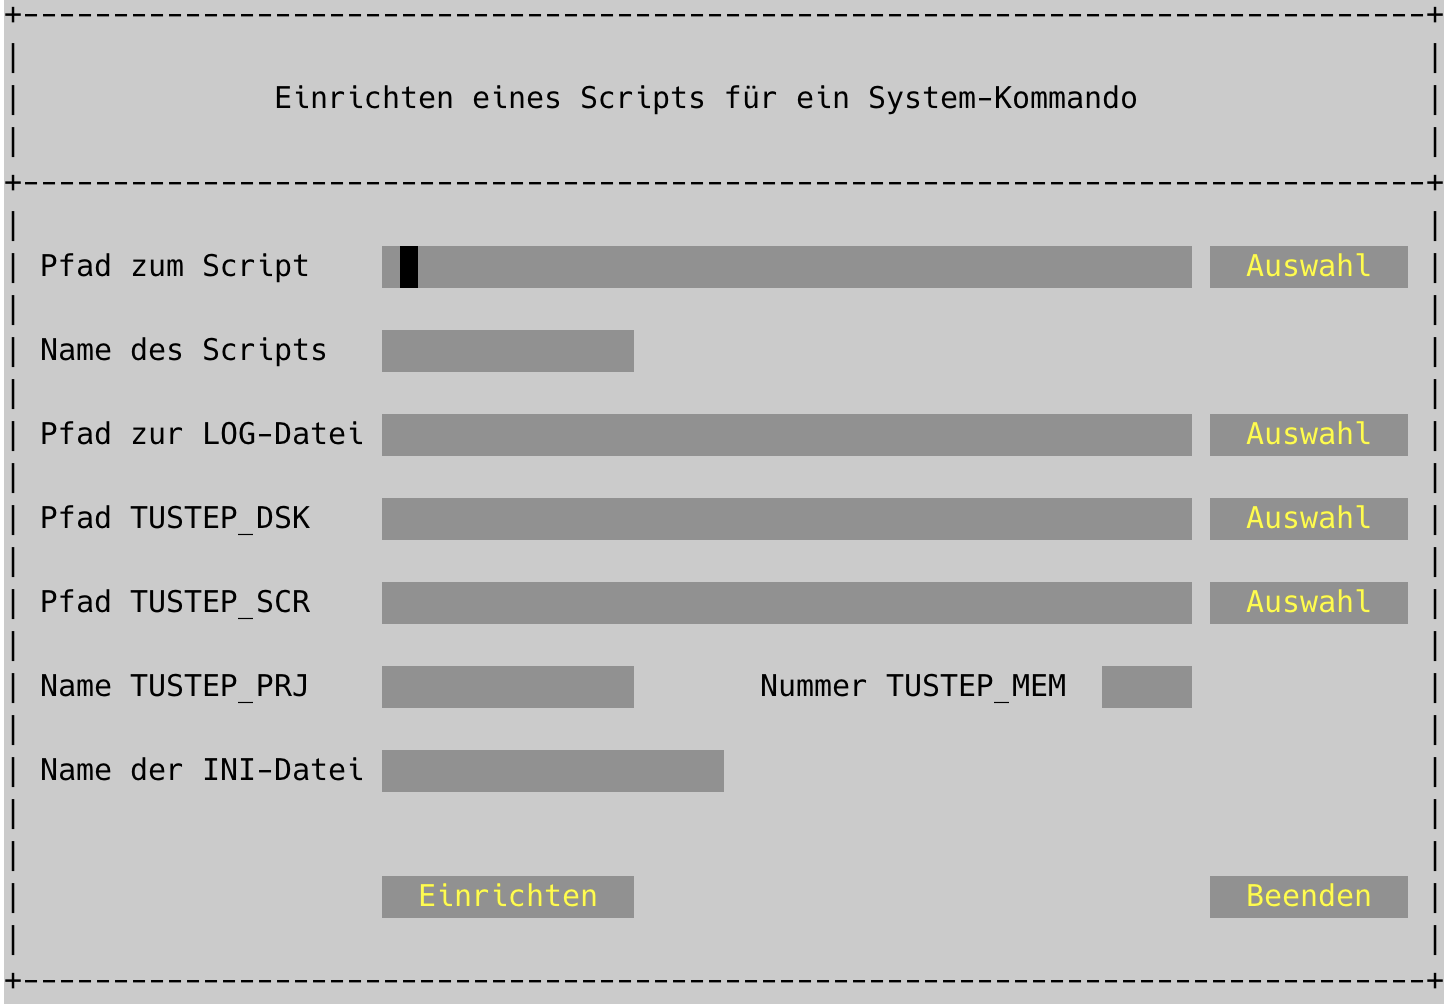 Einrichten eines Scripts für ein System-Kommando
Pfad zum Script Auswahl
Name des Scripts
Pfad zur LOG-Datei Auswahl
Pfad TUSTEP_DSK Auswahl
Pfad TUSTEP_SCR Auswahl
Name TUSTEP_PRJ Nummer TUSTEP_MEM
Name der INI-Datei
Einrichten Beenden